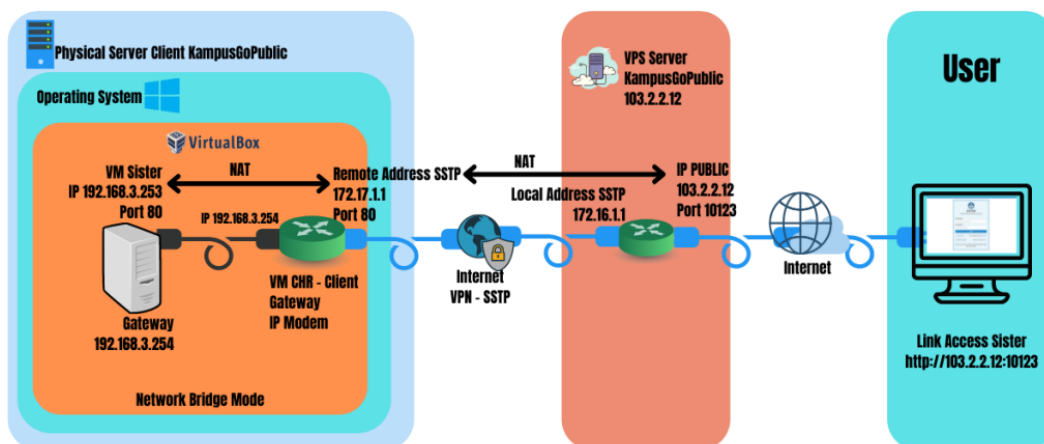 Physical Server Client KampusGoPublic
Operating System
VirtualBox
VM Sister
IP 192.168.3.253
Port 80
NAT
Remote Address SSTP
172.17.1.1
Port 80
IP 192.168.3.254
VM CHR - Client
Gateway
IP Modem
Gateway
192.168.3.254
Network Bridge Mode
NAT
Internet
VPN - SSTP
VPS Server
KampusGoPublic
103.2.2.12
Local Address SSTP
172.16.1.1
IP PUBLIC
103.2.2.12
Port 10123
Internet
User
Link Access Sister
http://103.2.2.12:10123